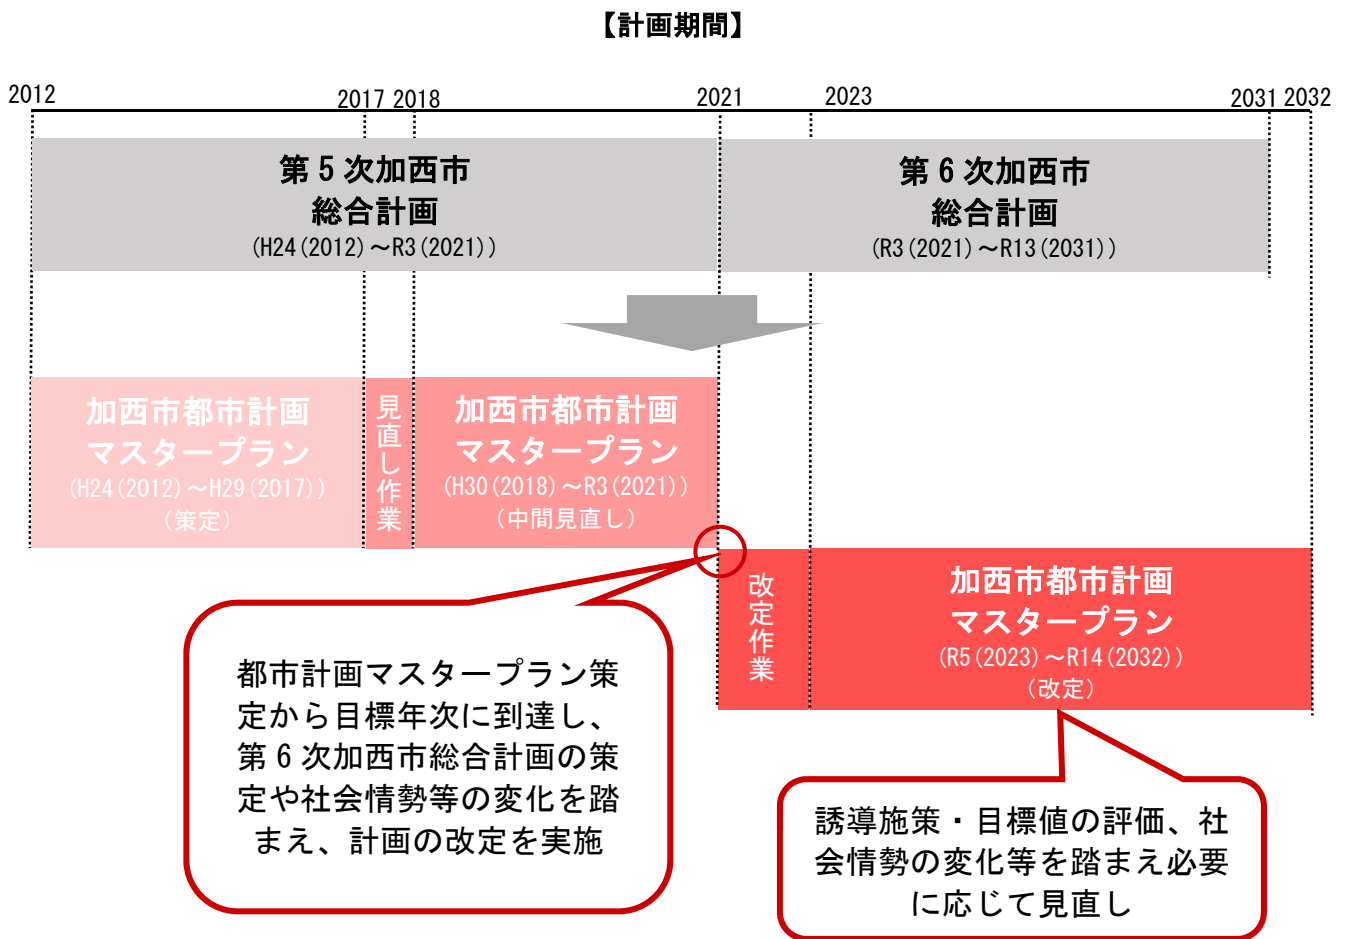 【計画期間】
2012
2017 2018
2021
2023
2031 2032
第５次加西市
総合計画
(H24(2012)～R3(2021))
第６次加西市
総合計画
(R3(2021)～R13(2031))
加西市都市計画
マスタープラン
(H24(2012)～H29(2017))
（策定）
見直し作業
加西市都市計画
マスタープラン
(H30(2018)～R3(2021))
（中間見直し）
改定作業
加西市都市計画
マスタープラン
(R5(2023)～R14(2032))
（改定）
都市計画マスタープラン策
定から目標年次に到達し、
第６次加西市総合計画の策
定や社会情勢等の変化を踏
まえ、計画の改定を実施
誘導施策・目標値の評価、社
会情勢の変化等を踏まえ必要
に応じて見直し